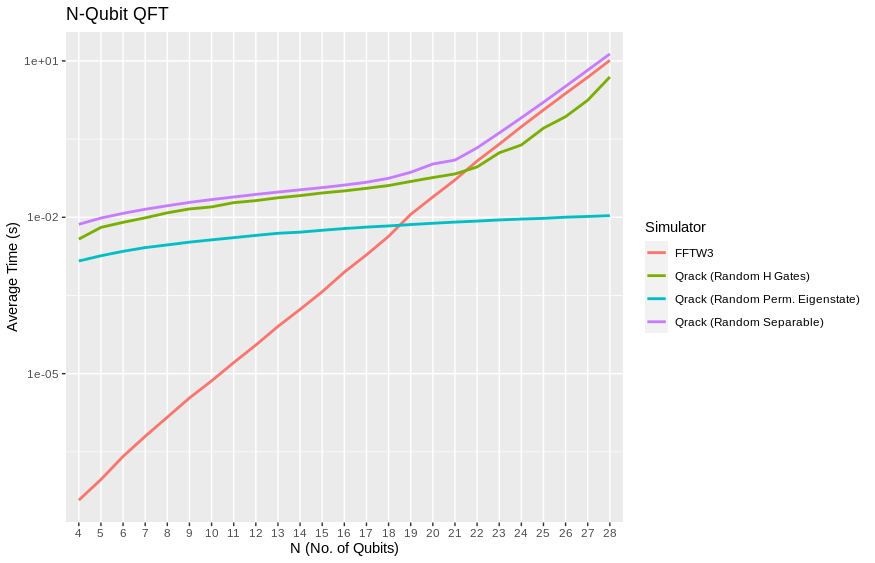 N-Qubit QFT
Average Time (s)
1e+01
1e-02
1e-05
4 5 6 7 8 9 10 11 12 13 14 15 16 17 18 19 20 21 22 23 24 25 26 27 28
N (No. of Qubits)
Simulator
FFTW3
Qrack (Random H Gates)
Qrack (Random Perm. Eigenstate)
Qrack (Random Separable)